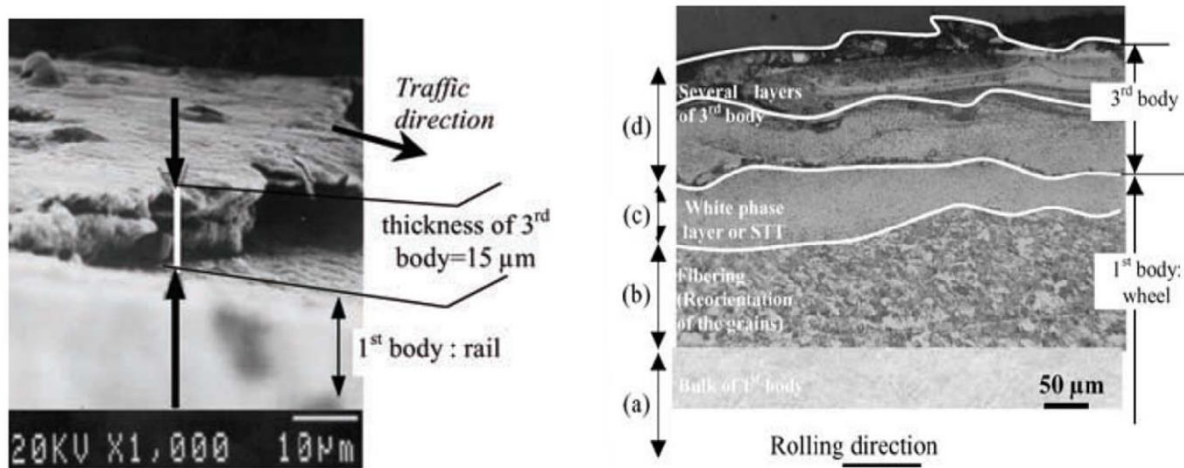 Traffic
direction
thickness of 3rd
body=15 µm
1st body : rail
20KV X1,000 10µm
(d)
(c)
(b)
(a)
Several layers
of 3rd body
White phase
layer or STT
Fibering
(Reorientation
of the grains)
Bulk of 1st body
3rd body
1st body:
wheel
50 µm
Rolling direction